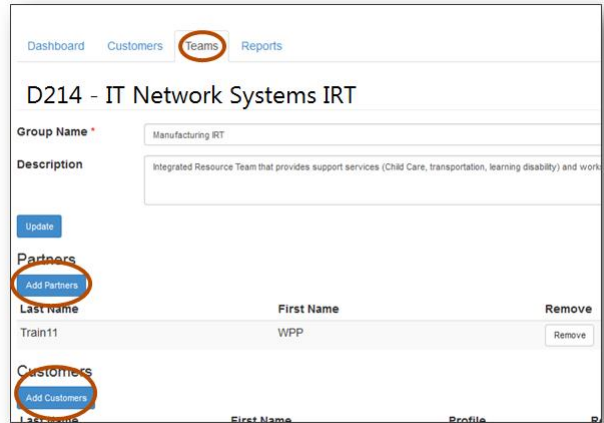 Dashboard Customers Teams Reports
D214 - IT Network Systems IRT
Group Name * Manufacturing IRT
Description Integrated Resource Team that provides support services (Child Care, transportation, learning disability) and works
Update
Partners
Add Partners
Last Name First Name Remove
Train11 WPP Remove
Customers
Add Customers
Last Name First Name Profile